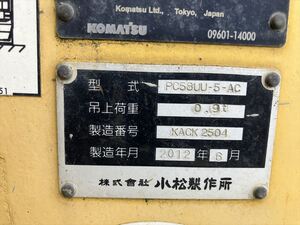 Komatsu Ltd., Tokyo, Japan
KOMATSU
09601-14000
51
型式 PC58UU-5-AC
吊上荷重 0.9t
製造番号 KACK2504
製造年月 2012年6月
株式会社 小松製作所